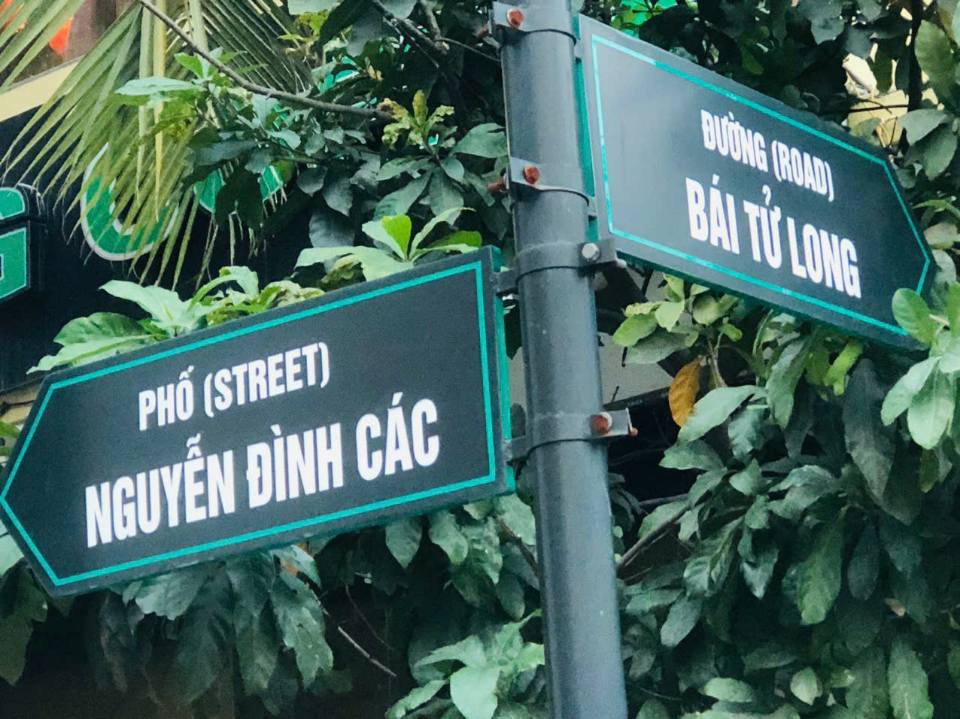 PHỐ (STREET)
NGUYỄN ĐÌNH CÁC
ĐƯỜNG (ROAD)
BÁI TỬ LONG